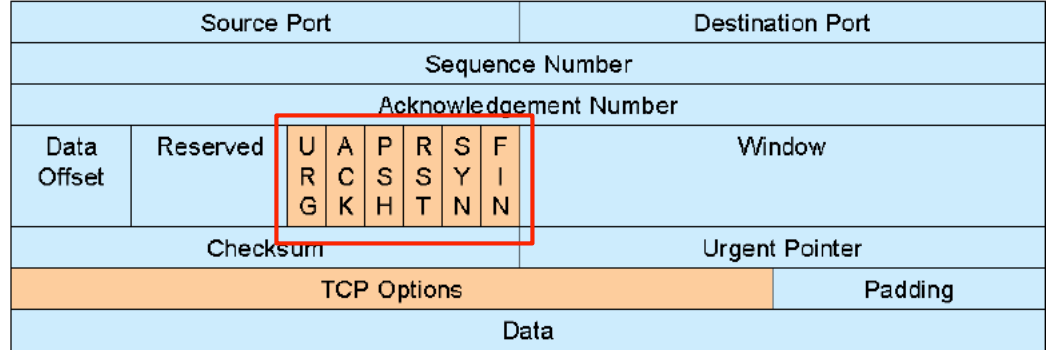 Source Port Destination Port
Sequence Number
Acknowledgement Number
Data Offset Reserved URG ACK PSH RST SYN FIN Window
Checksum Urgent Pointer
TCP Options Padding
Data